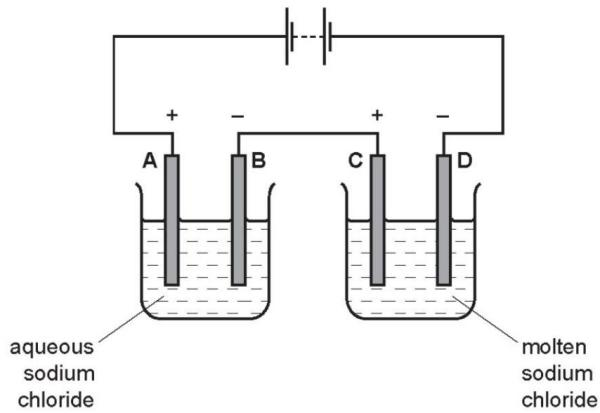 +
–
+
–
A
B
C
D
aqueous
sodium
chloride
molten
sodium
chloride